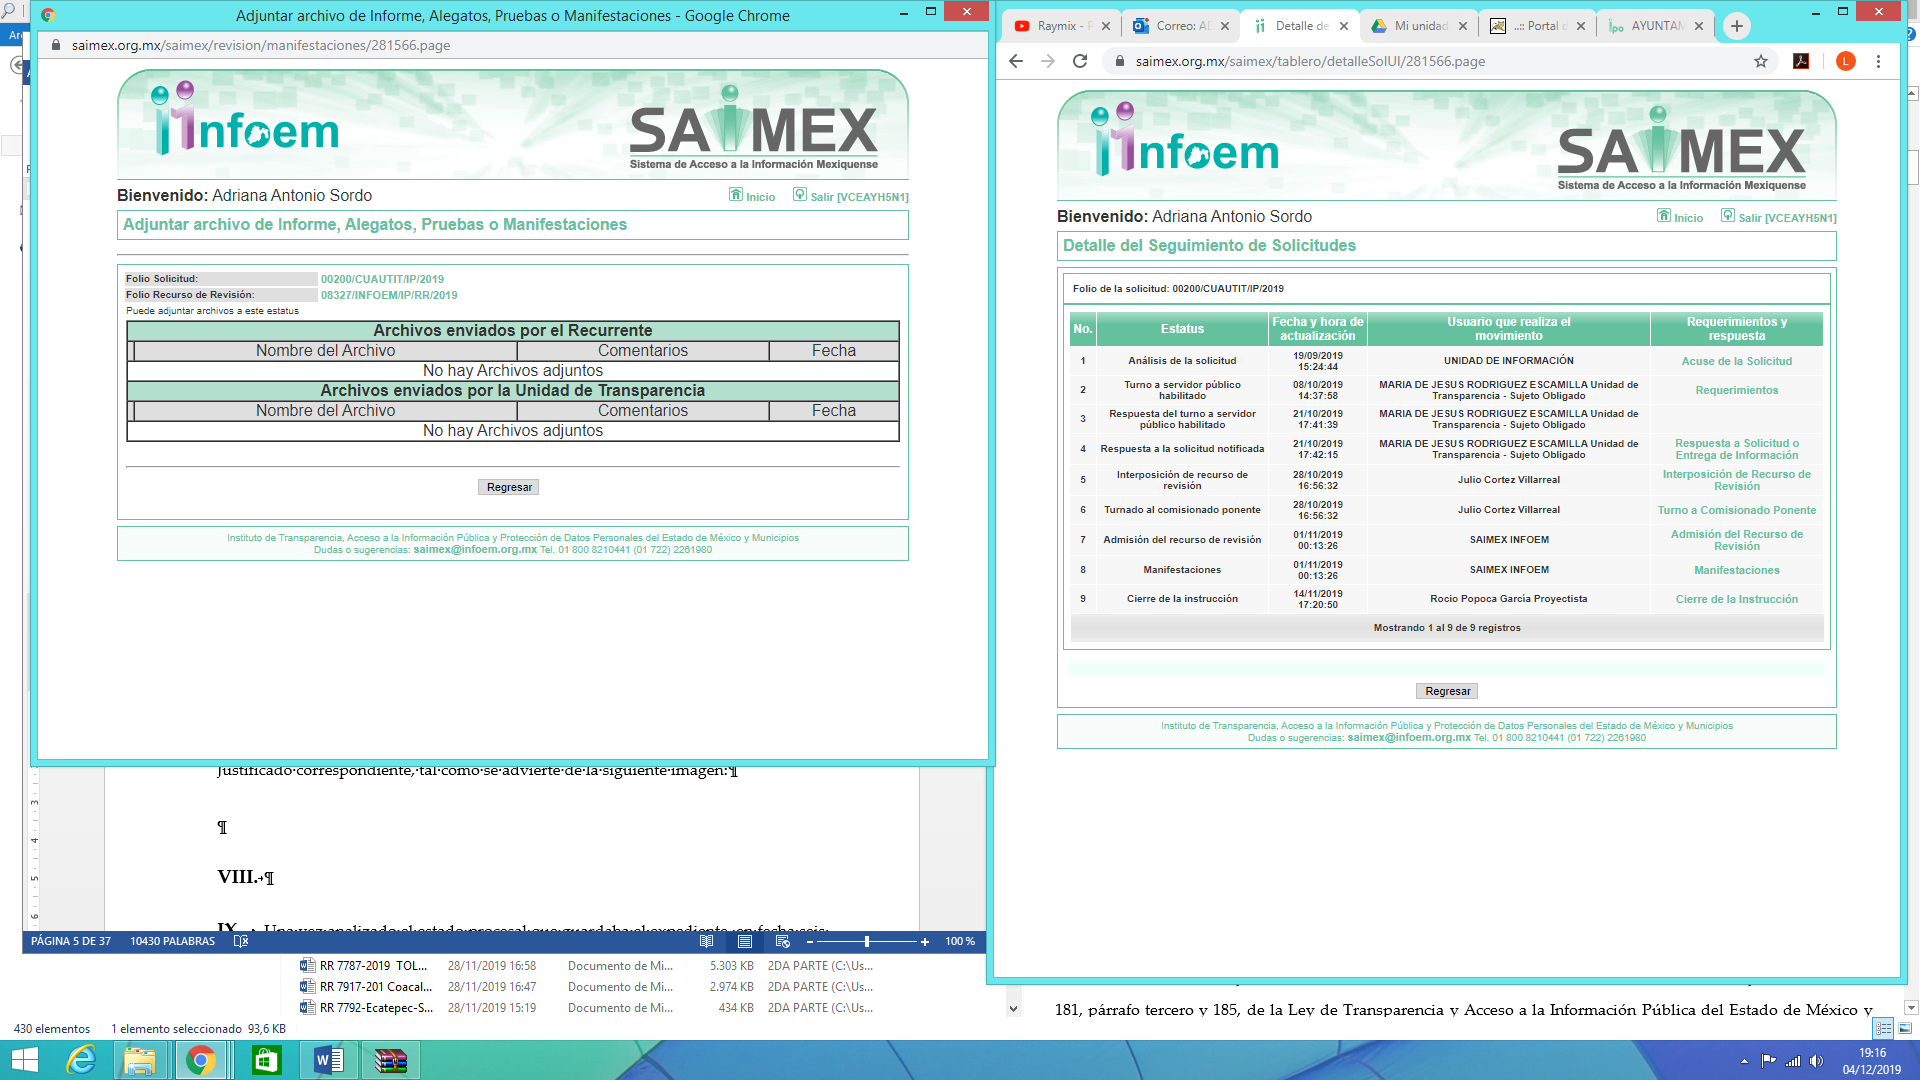 Adjuntar archivo de Informe, Alegatos, Pruebas o Manifestaciones - Google Chrome
saimex.org.mx/saimex/revision/manifestaciones/281566.page
infoem
SAIMEX
Sistema de Acceso a la Información Mexiquense
Bienvenido: Adriana Antonio Sordo
Inicio Salir [VCEAYH5N1]
Adjuntar archivo de Informe, Alegatos, Pruebas o Manifestaciones
Folio Solicitud: 00200/CUAUTIT/IP/2019
Folio Recurso de Revisión: 08327/INFOEM/IP/RR/2019
Puede adjuntar archivos a este estatus
Archivos enviados por el Recurrente
Nombre del Archivo Comentarios Fecha
No hay Archivos adjuntos
Archivos enviados por la Unidad de Transparencia
Nombre del Archivo Comentarios Fecha
No hay Archivos adjuntos
Regresar
Instituto de Transparencia, Acceso a la Información Pública y Protección de Datos Personales del Estado de México y Municipios
Dudas o sugerencias: saimex@infoem.org.mx Tel. 01 800 8210441 (01 722) 2261980
Justificado·correspondiente,·tal·como·se·advierte·de·la·siguiente·imagen:¶
¶
VIII.→¶
IX → Una·vez·analizado·el·estado·procesal·que·guardaba·el·expediente,·en·fecha·seis·
PÁGINA 5 DE 37 10430 PALABRAS 100 %
RR 7787-2019 TOL... 28/11/2019 16:58 Documento de Mi... 5.303 KB 2DA PARTE (C:\Us...
RR 7917-201 Coacal... 28/11/2019 16:47 Documento de Mi... 2.974 KB 2DA PARTE (C:\Us...
RR 7792-Ecatepec-S... 28/11/2019 15:19 Documento de Mi... 434 KB 2DA PARTE (C:\Us...
430 elementos 1 elemento seleccionado 93,6 KB
Raymix - P Correo: AD Detalle de Mi unidad ..:: Portal d AYUNTAM
saimex.org.mx/saimex/tablero/detalleSolUI/281566.page
L
infoem
SAIMEX
Sistema de Acceso a la Información Mexiquense
Bienvenido: Adriana Antonio Sordo
Inicio Salir [VCEAYH5N1]
Detalle del Seguimiento de Solicitudes
Folio de la solicitud: 00200/CUAUTIT/IP/2019
No. Estatus Fecha y hora de actualización Usuario que realiza el movimiento Requerimientos y respuesta
1 Análisis de la solicitud 19/09/2019 15:24:44 UNIDAD DE INFORMACIÓN Acuse de la Solicitud
2 Turno a servidor público habilitado 08/10/2019 14:37:58 MARIA DE JESUS RODRIGUEZ ESCAMILLA Unidad de Transparencia - Sujeto Obligado Requerimientos
3 Respuesta del turno a servidor público habilitado 21/10/2019 17:41:39 MARIA DE JESUS RODRIGUEZ ESCAMILLA Unidad de Transparencia - Sujeto Obligado
4 Respuesta a la solicitud notificada 21/10/2019 17:42:15 MARIA DE JESUS RODRIGUEZ ESCAMILLA Unidad de Transparencia - Sujeto Obligado Respuesta a Solicitud o Entrega de Información
5 Interposición de recurso de revisión 28/10/2019 16:56:32 Julio Cortez Villarreal Interposición de Recurso de Revisión
6 Turnado al comisionado ponente 28/10/2019 16:56:32 Julio Cortez Villarreal Turno a Comisionado Ponente
7 Admisión del recurso de revisión 01/11/2019 00:13:26 SAIMEX INFOEM Admisión del Recurso de Revisión
8 Manifestaciones 01/11/2019 00:13:26 SAIMEX INFOEM Manifestaciones
9 Cierre de la instrucción 14/11/2019 17:20:50 Rocio Popoca García Proyectista Cierre de la Instrucción
Mostrando 1 al 9 de 9 registros
Regresar
Instituto de Transparencia, Acceso a la Información Pública y Protección de Datos Personales del Estado de México y Municipios
Dudas o sugerencias: saimex@infoem.org.mx Tel. 01 800 8210441 (01 722) 2261980
181, párrafo tercero y 185, de la Ley de Transparencia y Acceso a la Información Pública del Estado de México y
19:16
04/12/2019